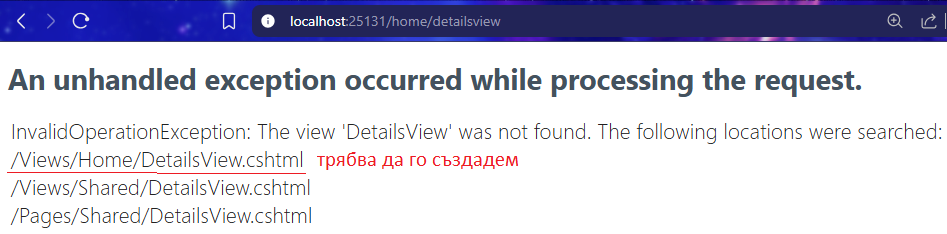 localhost:25131/home/detailsview
An unhandled exception occurred while processing the request.
InvalidOperationException: The view 'DetailsView' was not found. The following locations were searched:
/Views/Home/DetailsView.cshtml трябва да го създадем
/Views/Shared/DetailsView.cshtml
/Pages/Shared/DetailsView.cshtml